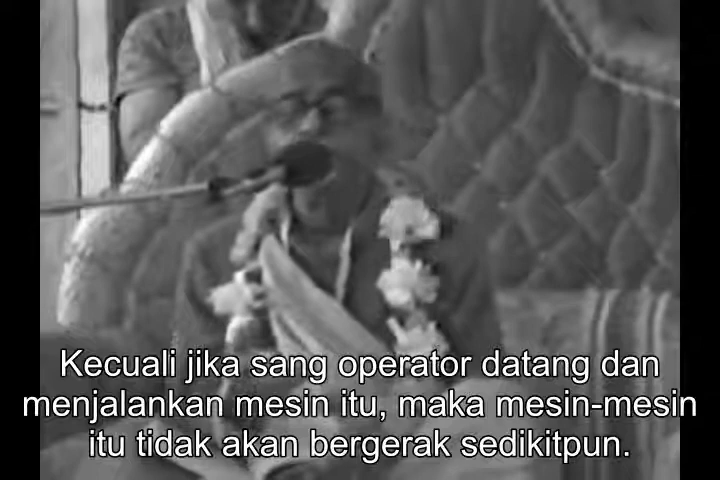 Kecuali jika sang operator datang dan
menjalankan mesin itu, maka mesin-mesin
itu tidak akan bergerak sedikitpun.